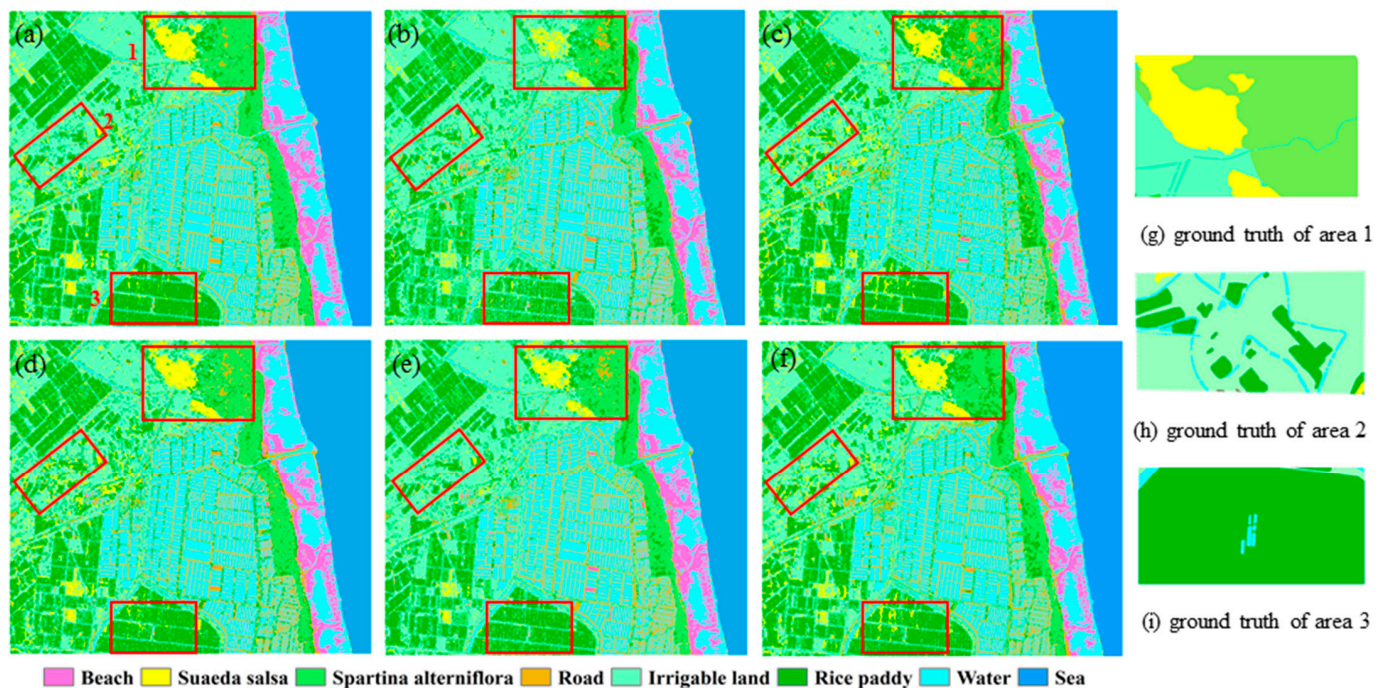 (a)
(b)
(c)
1
2
3
(g) ground truth of area 1
(h) ground truth of area 2
(d)
(e)
(f)
(i) ground truth of area 3
Beach Suaeda salsa Spartina alterniflora Road Irrigable land Rice paddy Water Sea